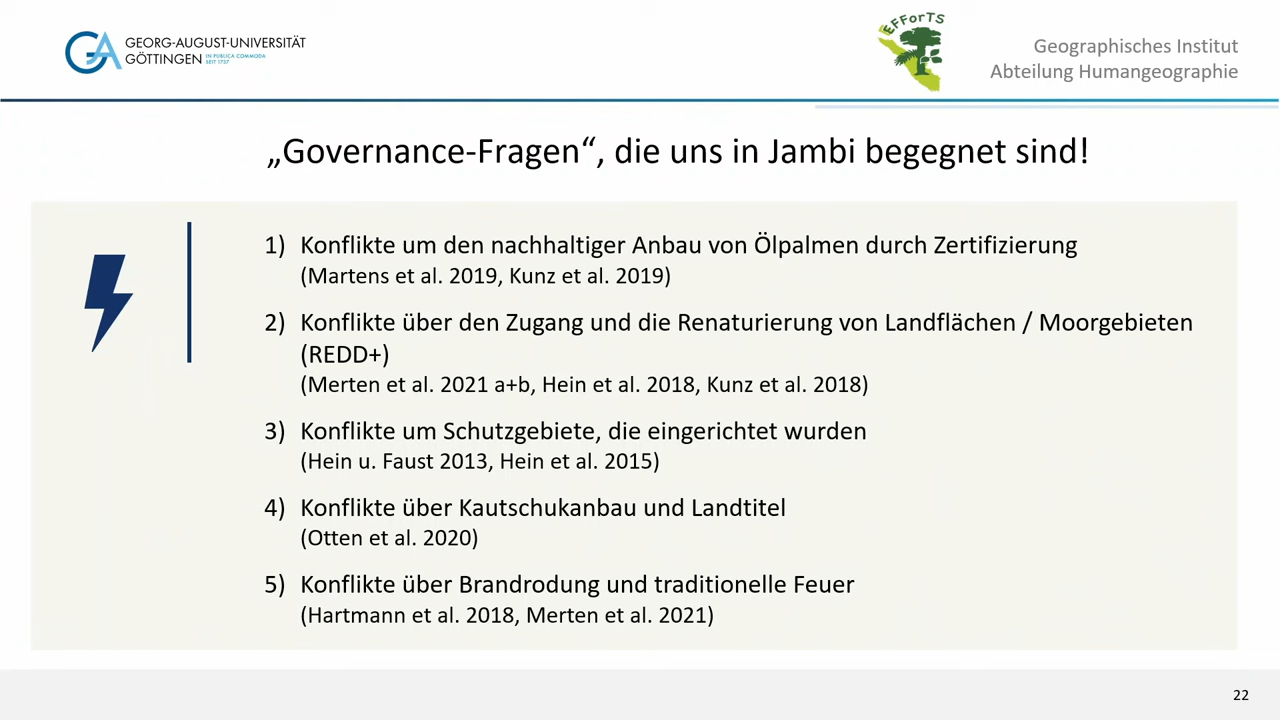 GEORG-AUGUST-UNIVERSITÄT
GÖTTINGEN IN PUBLICA COMMODA
SEIT 1737
EFForTS
Geographisches Institut
Abteilung Humangeographie
„Governance-Fragen“, die uns in Jambi begegnet sind!
1) Konflikte um den nachhaltiger Anbau von Ölpalmen durch Zertifizierung
(Martens et al. 2019, Kunz et al. 2019)
2) Konflikte über den Zugang und die Renaturierung von Landflächen / Moorgebieten
(REDD+)
(Merten et al. 2021 a+b, Hein et al. 2018, Kunz et al. 2018)
3) Konflikte um Schutzgebiete, die eingerichtet wurden
(Hein u. Faust 2013, Hein et al. 2015)
4) Konflikte über Kautschukanbau und Landtitel
(Otten et al. 2020)
5) Konflikte über Brandrodung und traditionelle Feuer
(Hartmann et al. 2018, Merten et al. 2021)
22